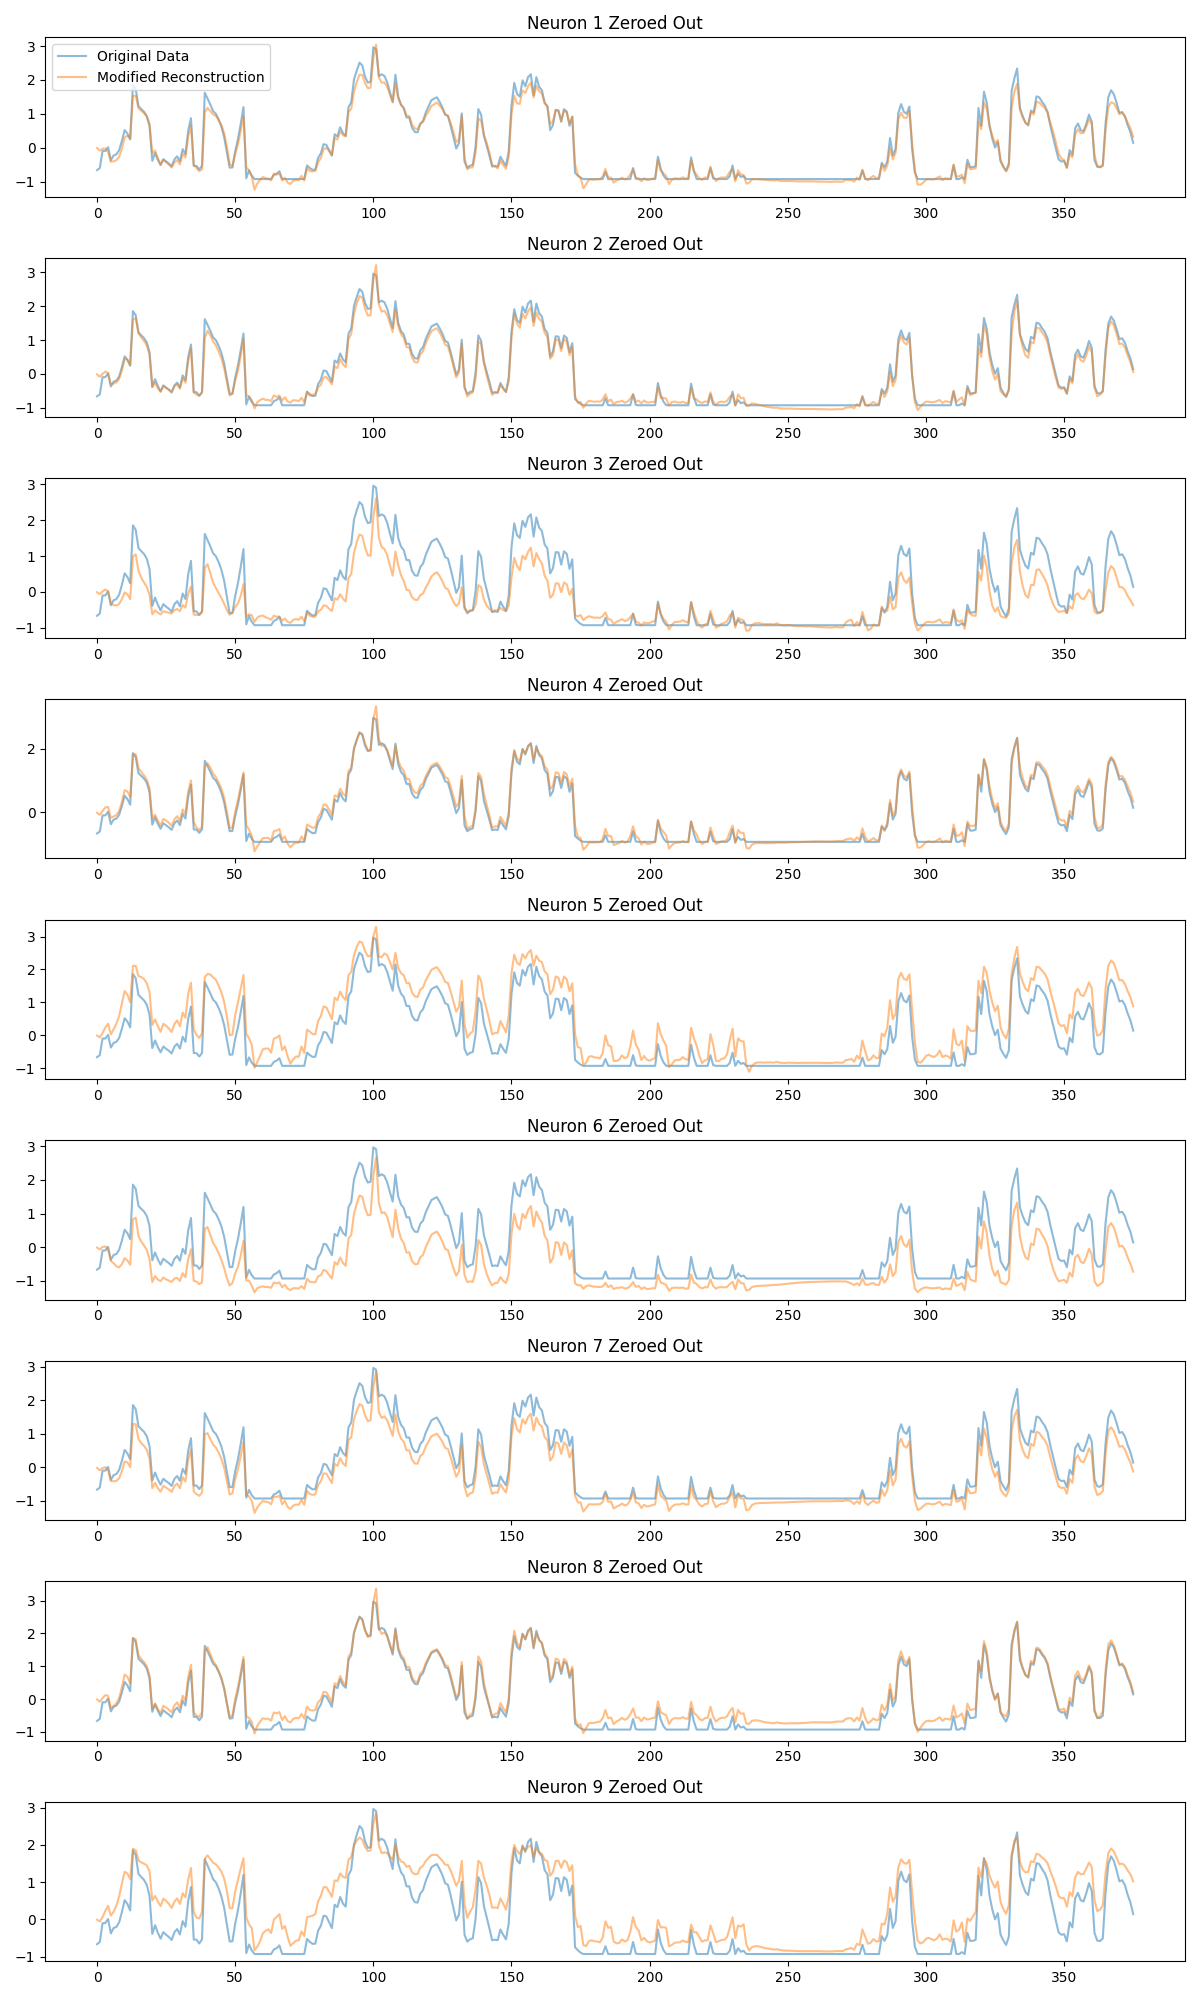 Neuron 1 Zeroed Out
Original Data
Modified Reconstruction
3
2
1
0
−1
0 50 100 150 200 250 300 350
Neuron 2 Zeroed Out
3
2
1
0
−1
0 50 100 150 200 250 300 350
Neuron 3 Zeroed Out
3
2
1
0
−1
0 50 100 150 200 250 300 350
Neuron 4 Zeroed Out
2
0
0 50 100 150 200 250 300 350
Neuron 5 Zeroed Out
3
2
1
0
−1
0 50 100 150 200 250 300 350
Neuron 6 Zeroed Out
3
2
1
0
−1
0 50 100 150 200 250 300 350
Neuron 7 Zeroed Out
3
2
1
0
−1
0 50 100 150 200 250 300 350
Neuron 8 Zeroed Out
3
2
1
0
−1
0 50 100 150 200 250 300 350
Neuron 9 Zeroed Out
3
2
1
0
−1
0 50 100 150 200 250 300 350